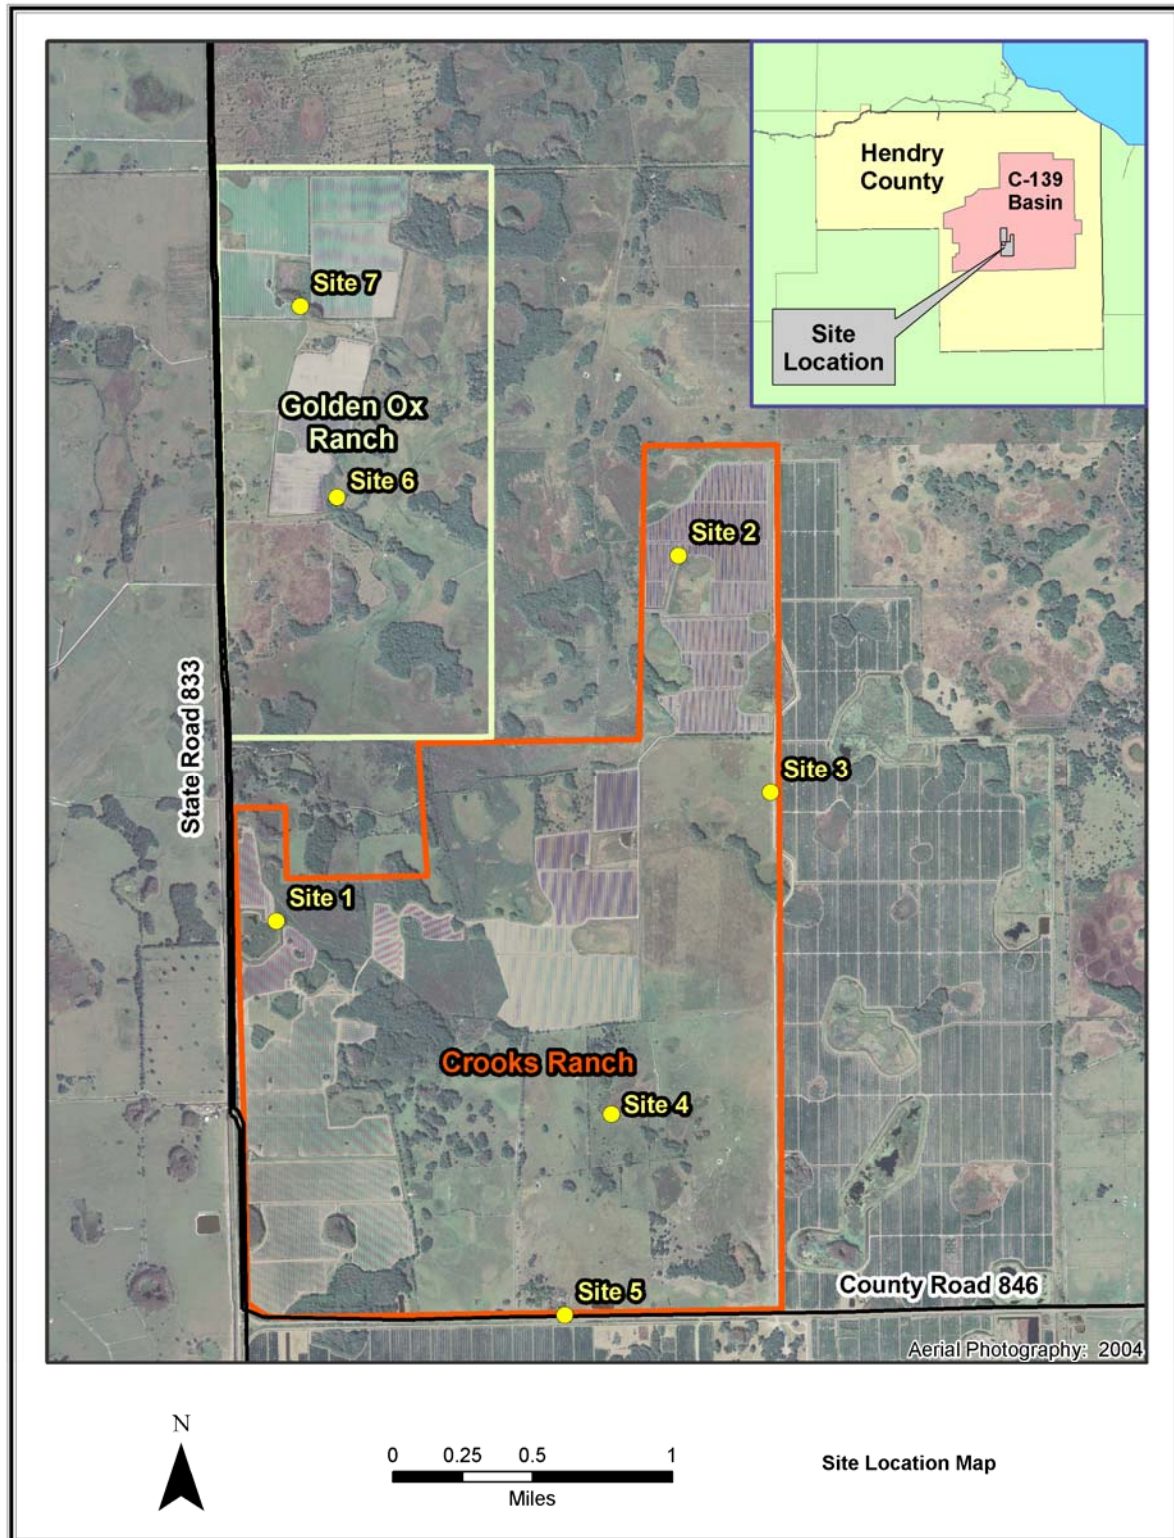 Hendry
County
C-139
Basin
Site
Location
Site 7
Golden Ox
Ranch
Site 6
Site 2
State Road 833
Site 3
Site 1
Crooks Ranch
Site 4
Site 5
County Road 846
Aerial Photography: 2004
N
0 0.25 0.5 1
Miles
Site Location Map